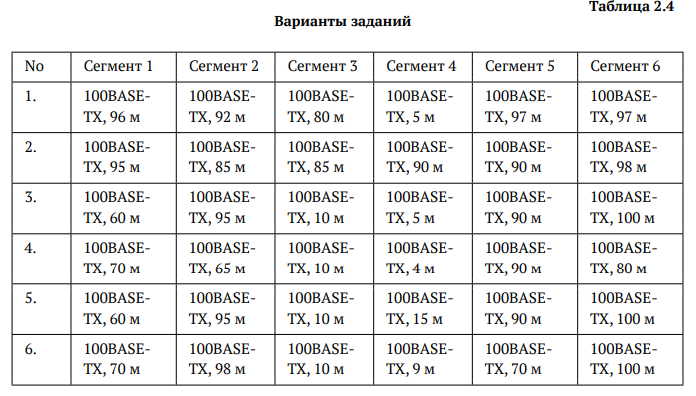 Таблица 2.4
Варианты заданий
No Сегмент 1 Сегмент 2 Сегмент 3 Сегмент 4 Сегмент 5 Сегмент 6
1. 100BASE- 100BASE- 100BASE- 100BASE- 100BASE- 100BASE-
TX, 96 м TX, 92 м TX, 80 м TX, 5 м TX, 97 м TX, 97 м
2. 100BASE- 100BASE- 100BASE- 100BASE- 100BASE- 100BASE-
TX, 95 м TX, 85 м TX, 85 м TX, 90 м TX, 90 м TX, 98 м
3. 100BASE- 100BASE- 100BASE- 100BASE- 100BASE- 100BASE-
TX, 60 м TX, 95 м TX, 10 м TX, 5 м TX, 90 м TX, 100 м
4. 100BASE- 100BASE- 100BASE- 100BASE- 100BASE- 100BASE-
TX, 70 м TX, 65 м TX, 10 м TX, 4 м TX, 90 м TX, 80 м
5. 100BASE- 100BASE- 100BASE- 100BASE- 100BASE- 100BASE-
TX, 60 м TX, 95 м TX, 10 м TX, 15 м TX, 90 м TX, 100 м
6. 100BASE- 100BASE- 100BASE- 100BASE- 100BASE- 100BASE-
TX, 70 м TX, 98 м TX, 10 м TX, 9 м TX, 70 м TX, 100 м